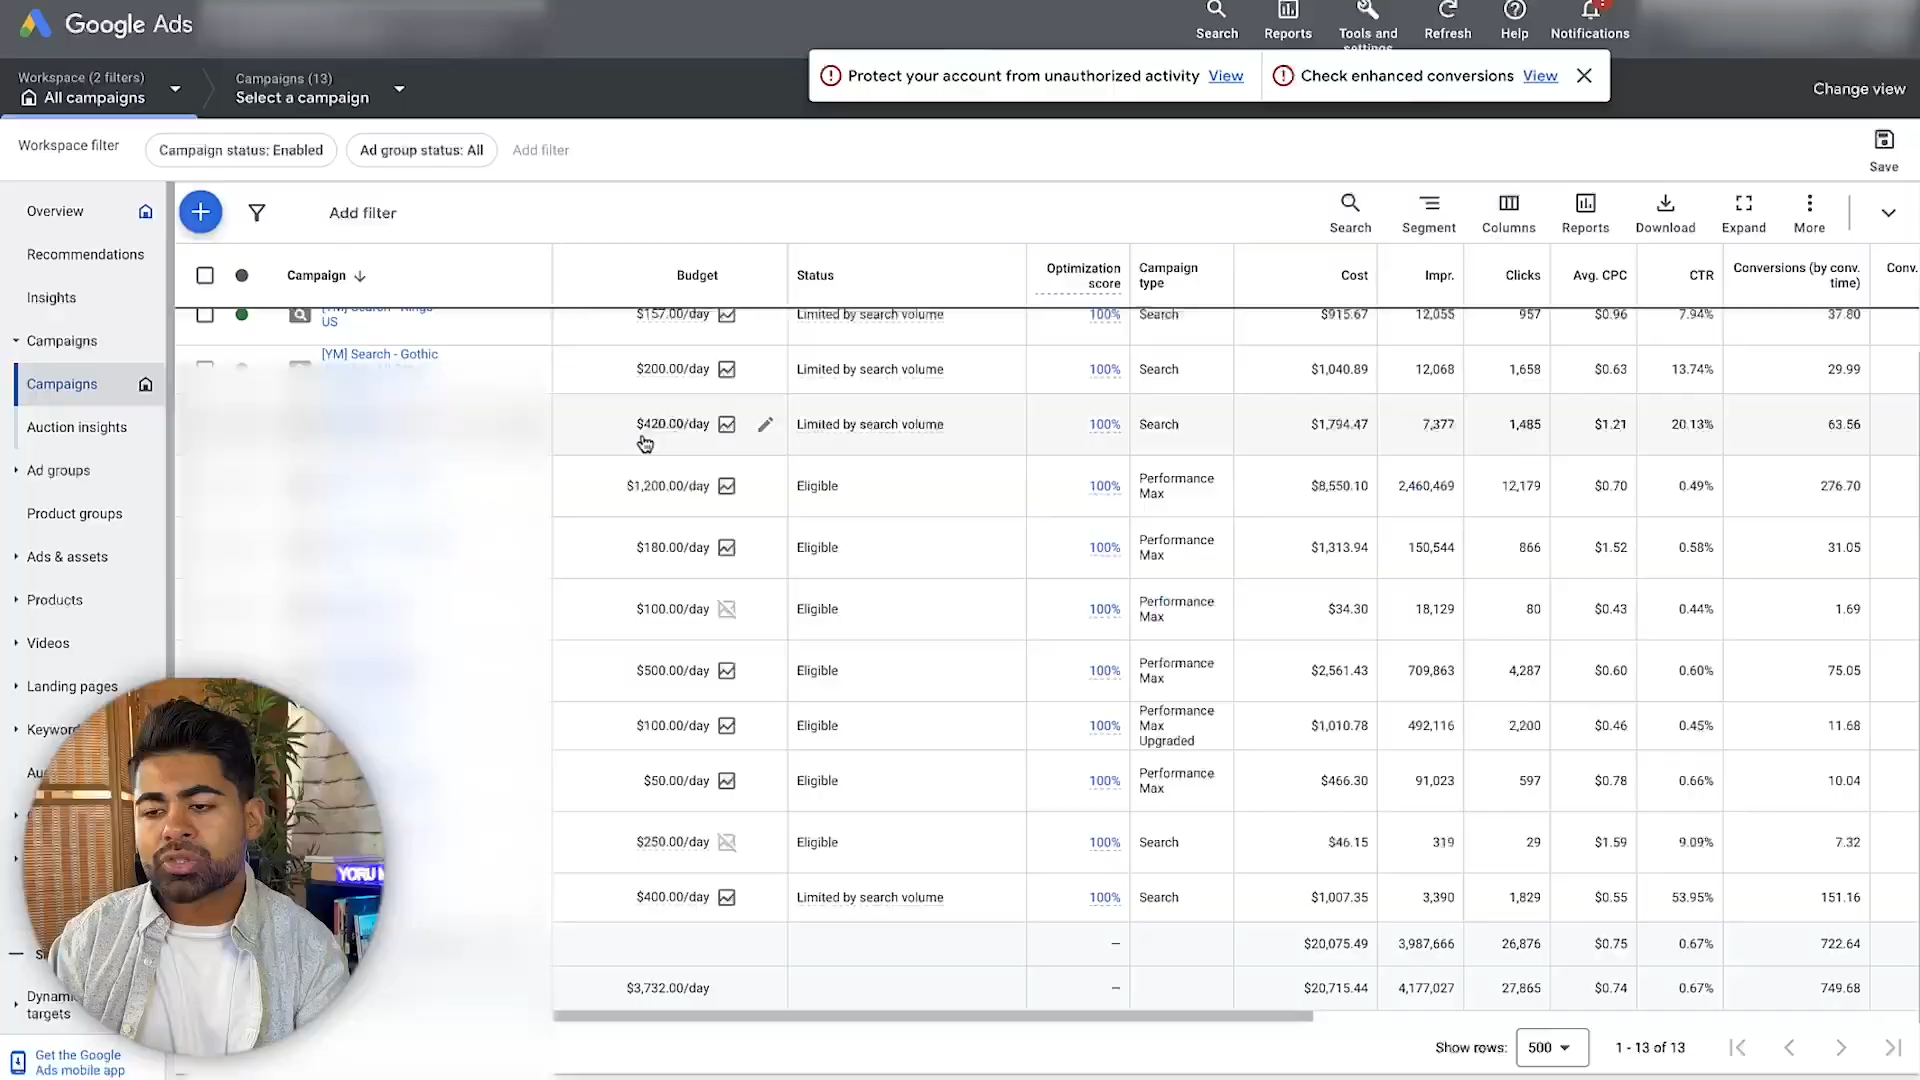 Google Ads
Search
Reports
Tools and
settings
Refresh
Help
Notifications
Workspace (2 filters)
All campaigns
Campaigns (13)
Select a campaign
Protect your account from unauthorized activity View
Check enhanced conversions View
Change view
Workspace filter
Campaign status: Enabled
Ad group status: All
Add filter
Save
Overview
Recommendations
Insights
Campaigns
Campaigns
Auction insights
Ad groups
Product groups
Ads & assets
Products
Videos
Landing pages
Dynam
targets
Get the Google
Ads mobile app
Add filter
Search
Segment
Columns
Reports
Download
Expand
More
Campaign
Budget
Status
Optimization
score
Campaign
type
Cost
Impr.
Clicks
Avg. CPC
CTR
Conversions (by conv.
time)
Conv.
US $157.00/day Limited by search volume 100% Search $915.67 12,055 957 $0.96 7.94% 37.80
[YM] Search - Gothic
$200.00/day Limited by search volume 100% Search $1,040.89 12,068 1,658 $0.63 13.74% 29.99
$420.00/day Limited by search volume 100% Search $1,794.47 7,377 1,485 $1.21 20.13% 63.56
$1,200.00/day Eligible 100% Performance Max $8,550.10 2,460,469 12,179 $0.70 0.49% 276.70
$180.00/day Eligible 100% Performance Max $1,313.94 150,544 866 $1.52 0.58% 31.05
$100.00/day Eligible 100% Performance Max $34.30 18,129 80 $0.43 0.44% 1.69
$500.00/day Eligible 100% Performance Max $2,561.43 709,863 4,287 $0.60 0.60% 75.05
$100.00/day Eligible 100% Performance Max Upgraded $1,010.78 492,116 2,200 $0.46 0.45% 11.68
$50.00/day Eligible 100% Performance Max $466.30 91,023 597 $0.78 0.66% 10.04
$250.00/day Eligible 100% Search $46.15 319 29 $1.59 9.09% 7.32
$400.00/day Limited by search volume 100% Search $1,007.35 3,390 1,829 $0.55 53.95% 151.16
– $20,075.49 3,987,666 26,876 $0.75 0.67% 722.64
$3,732.00/day – $20,715.44 4,177,027 27,865 $0.74 0.67% 749.68
Show rows: 500 1 - 13 of 13
YORU